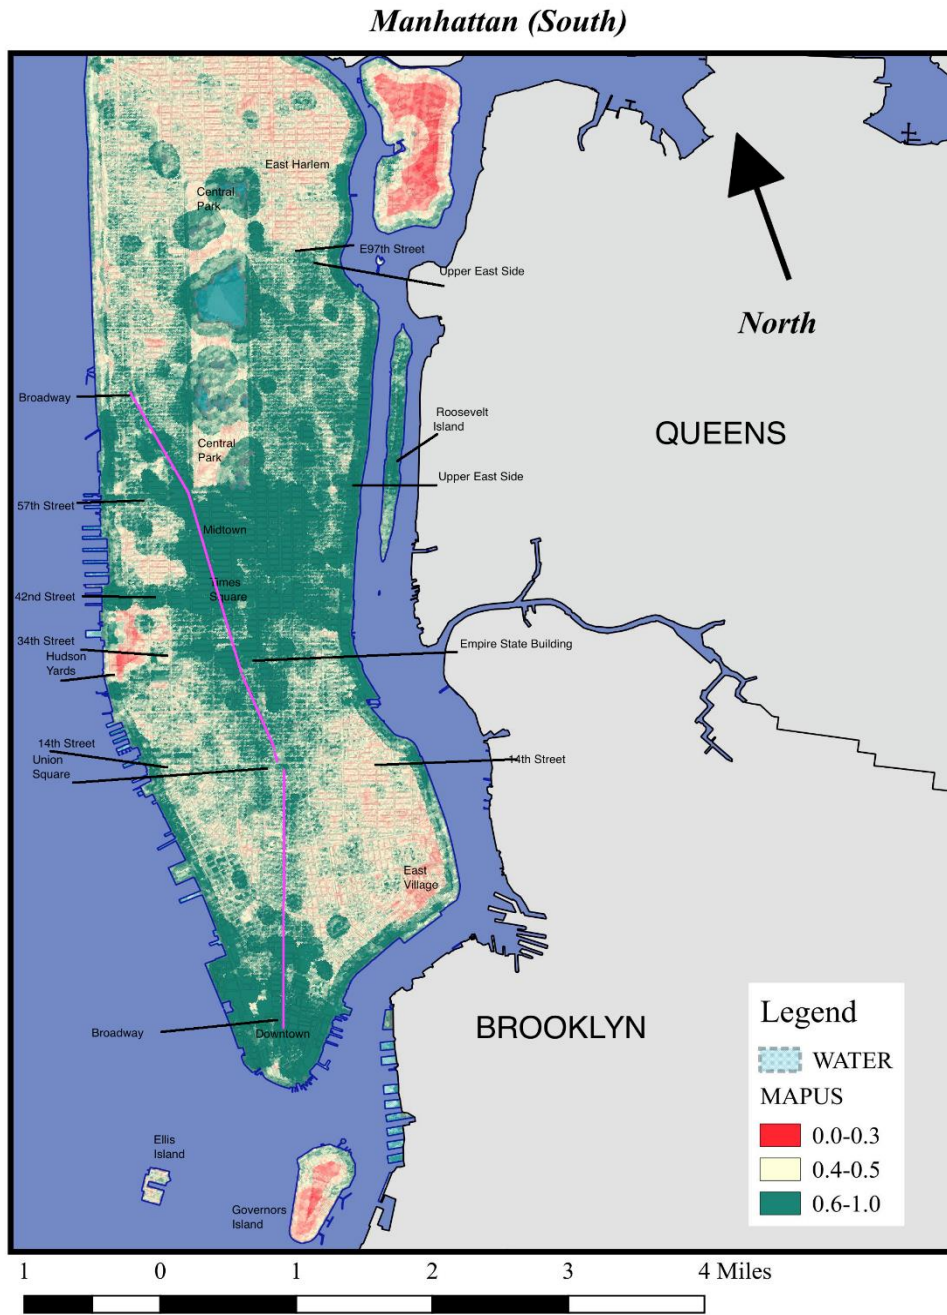 Manhattan (South)
East Harlem
Central
Park
E97th Street
Upper East Side
North
Broadway
Roosevelt
Island
QUEENS
Central
Park
Upper East Side
57th Street
Midtown
Times
Square
42nd Street
34th Street
Hudson
Yards
Empire State Building
14th Street
Union
Square
14th Street
East
Village
Broadway
Downtown
BROOKLYN
Legend
WATER
MAPUS
0.0-0.3
0.4-0.5
0.6-1.0
Ellis
Island
Governors
Island
1 0 1 2 3 4 Miles